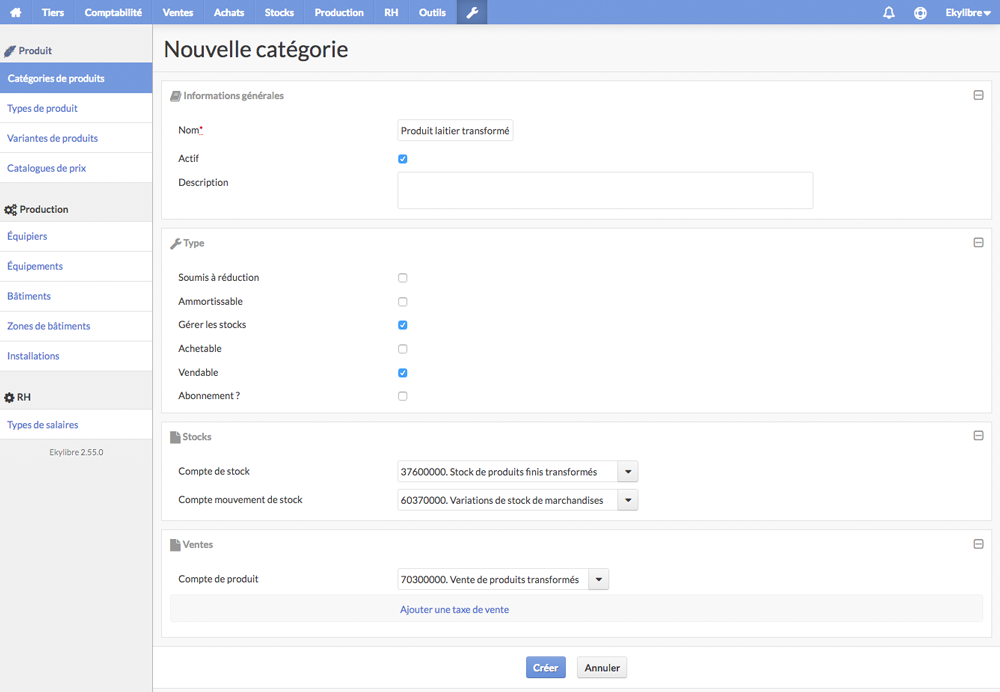 Tiers Comptabilité Ventes Achats Stocks Production RH Outils Ekylibre
Produit
Catégories de produits
Types de produit
Variantes de produits
Catalogues de prix
Production
Équipiers
Équipements
Bâtiments
Zones de bâtiments
Installations
RH
Types de salaires
Ekylibre 2.55.0
Nouvelle catégorie
Informations générales
Nom* Produit laitier transformé
Actif
Description
Type
Soumis à réduction
Ammortissable
Gérer les stocks
Achetable
Vendable
Abonnement ?
Stocks
Compte de stock 37600000. Stock de produits finis transformés
Compte mouvement de stock 60370000. Variations de stock de marchandises
Ventes
Compte de produit 70300000. Vente de produits transformés
Ajouter une taxe de vente
Créer Annuler